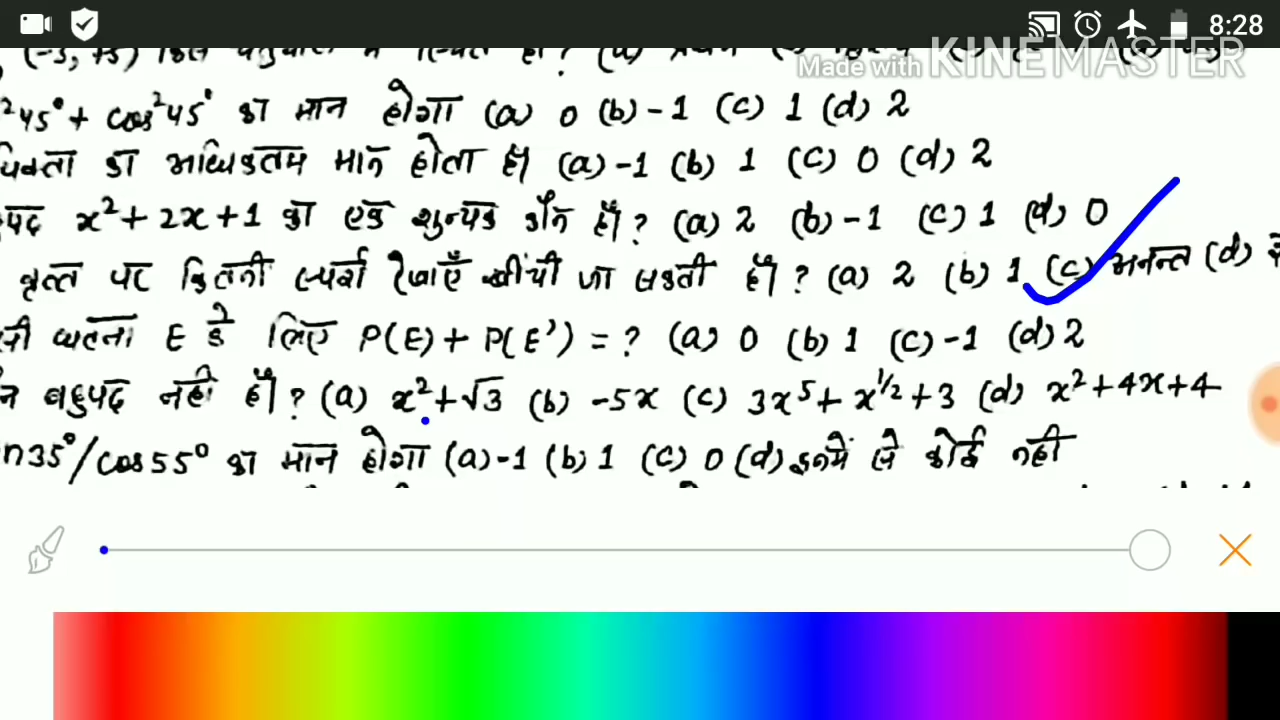 8:28
Made with KINEMASTER
²45° + cos²45° का मान होगा (a) 0 (b) -1 (c) 1 (d) 2
का अधिकतम मान होता है। (a) -1 (b) 1 (c) 0 (d) 2
पद x² + 2x + 1 का एक शून्यक कौन है? (a) 2 (b) -1 (c) 1 (d) 0
वृत्त पर कितनी स्पर्श रेखाएँ खींची जा सकती हैं? (a) 2 (b) 1 (c) अनन्त (d)
घटना E के लिए P(E) + P(E') = ? (a) 0 (b) 1 (c) -1 (d) 2
बहुपद नहीं है? (a) x² + √3 (b) -5x (c) 3x⁵ + x^1/2 + 3 (d) x² + 4x + 4
n35°/cos55° का मान होगा (a) -1 (b) 1 (c) 0 (d) इनमें से कोई नहीं